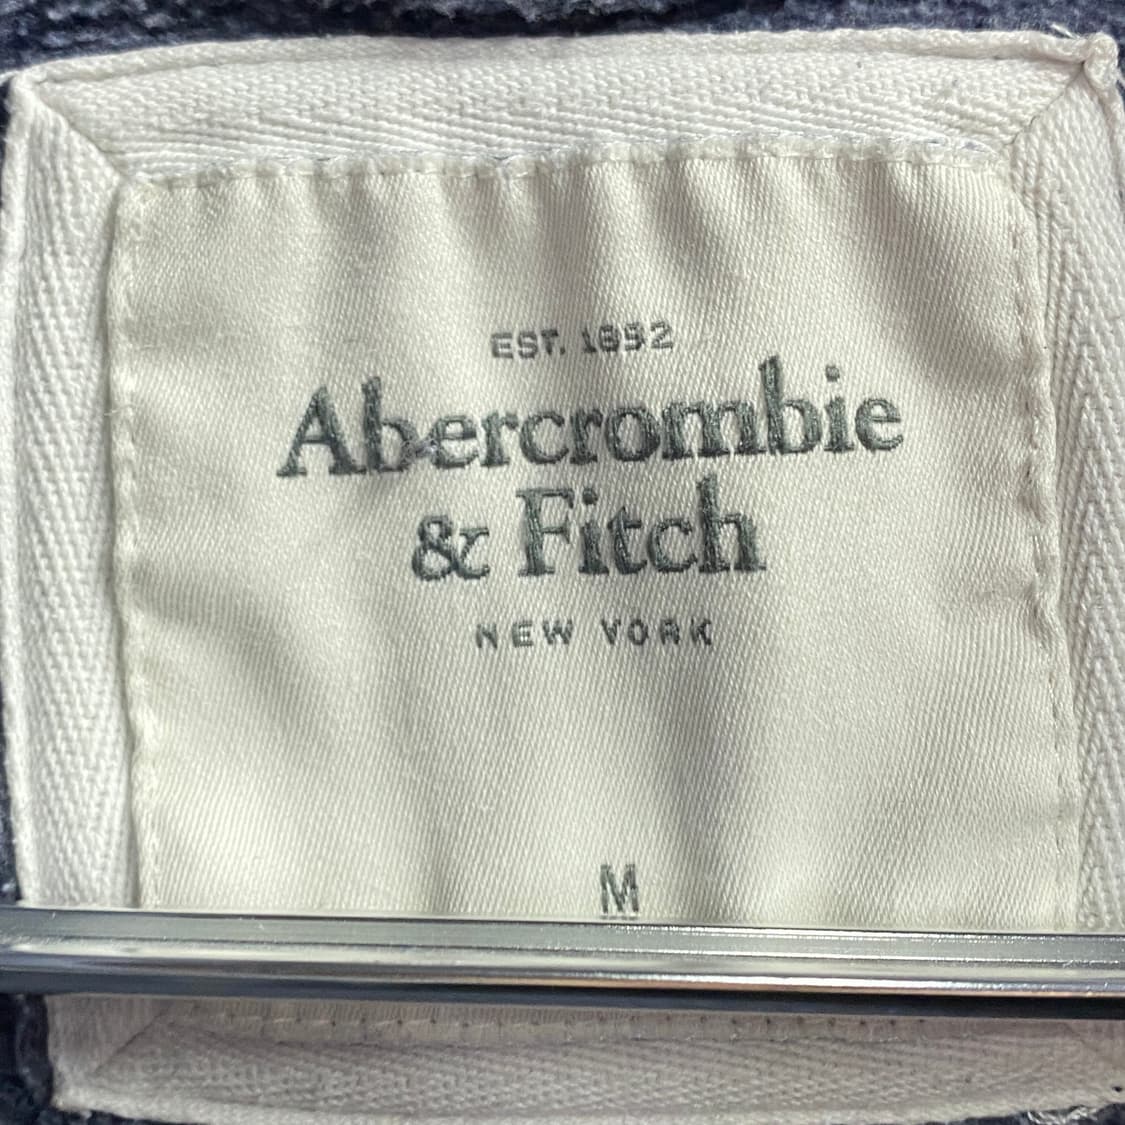 EST. 1892
Abercrombie
& Fitch
NEW YORK
M